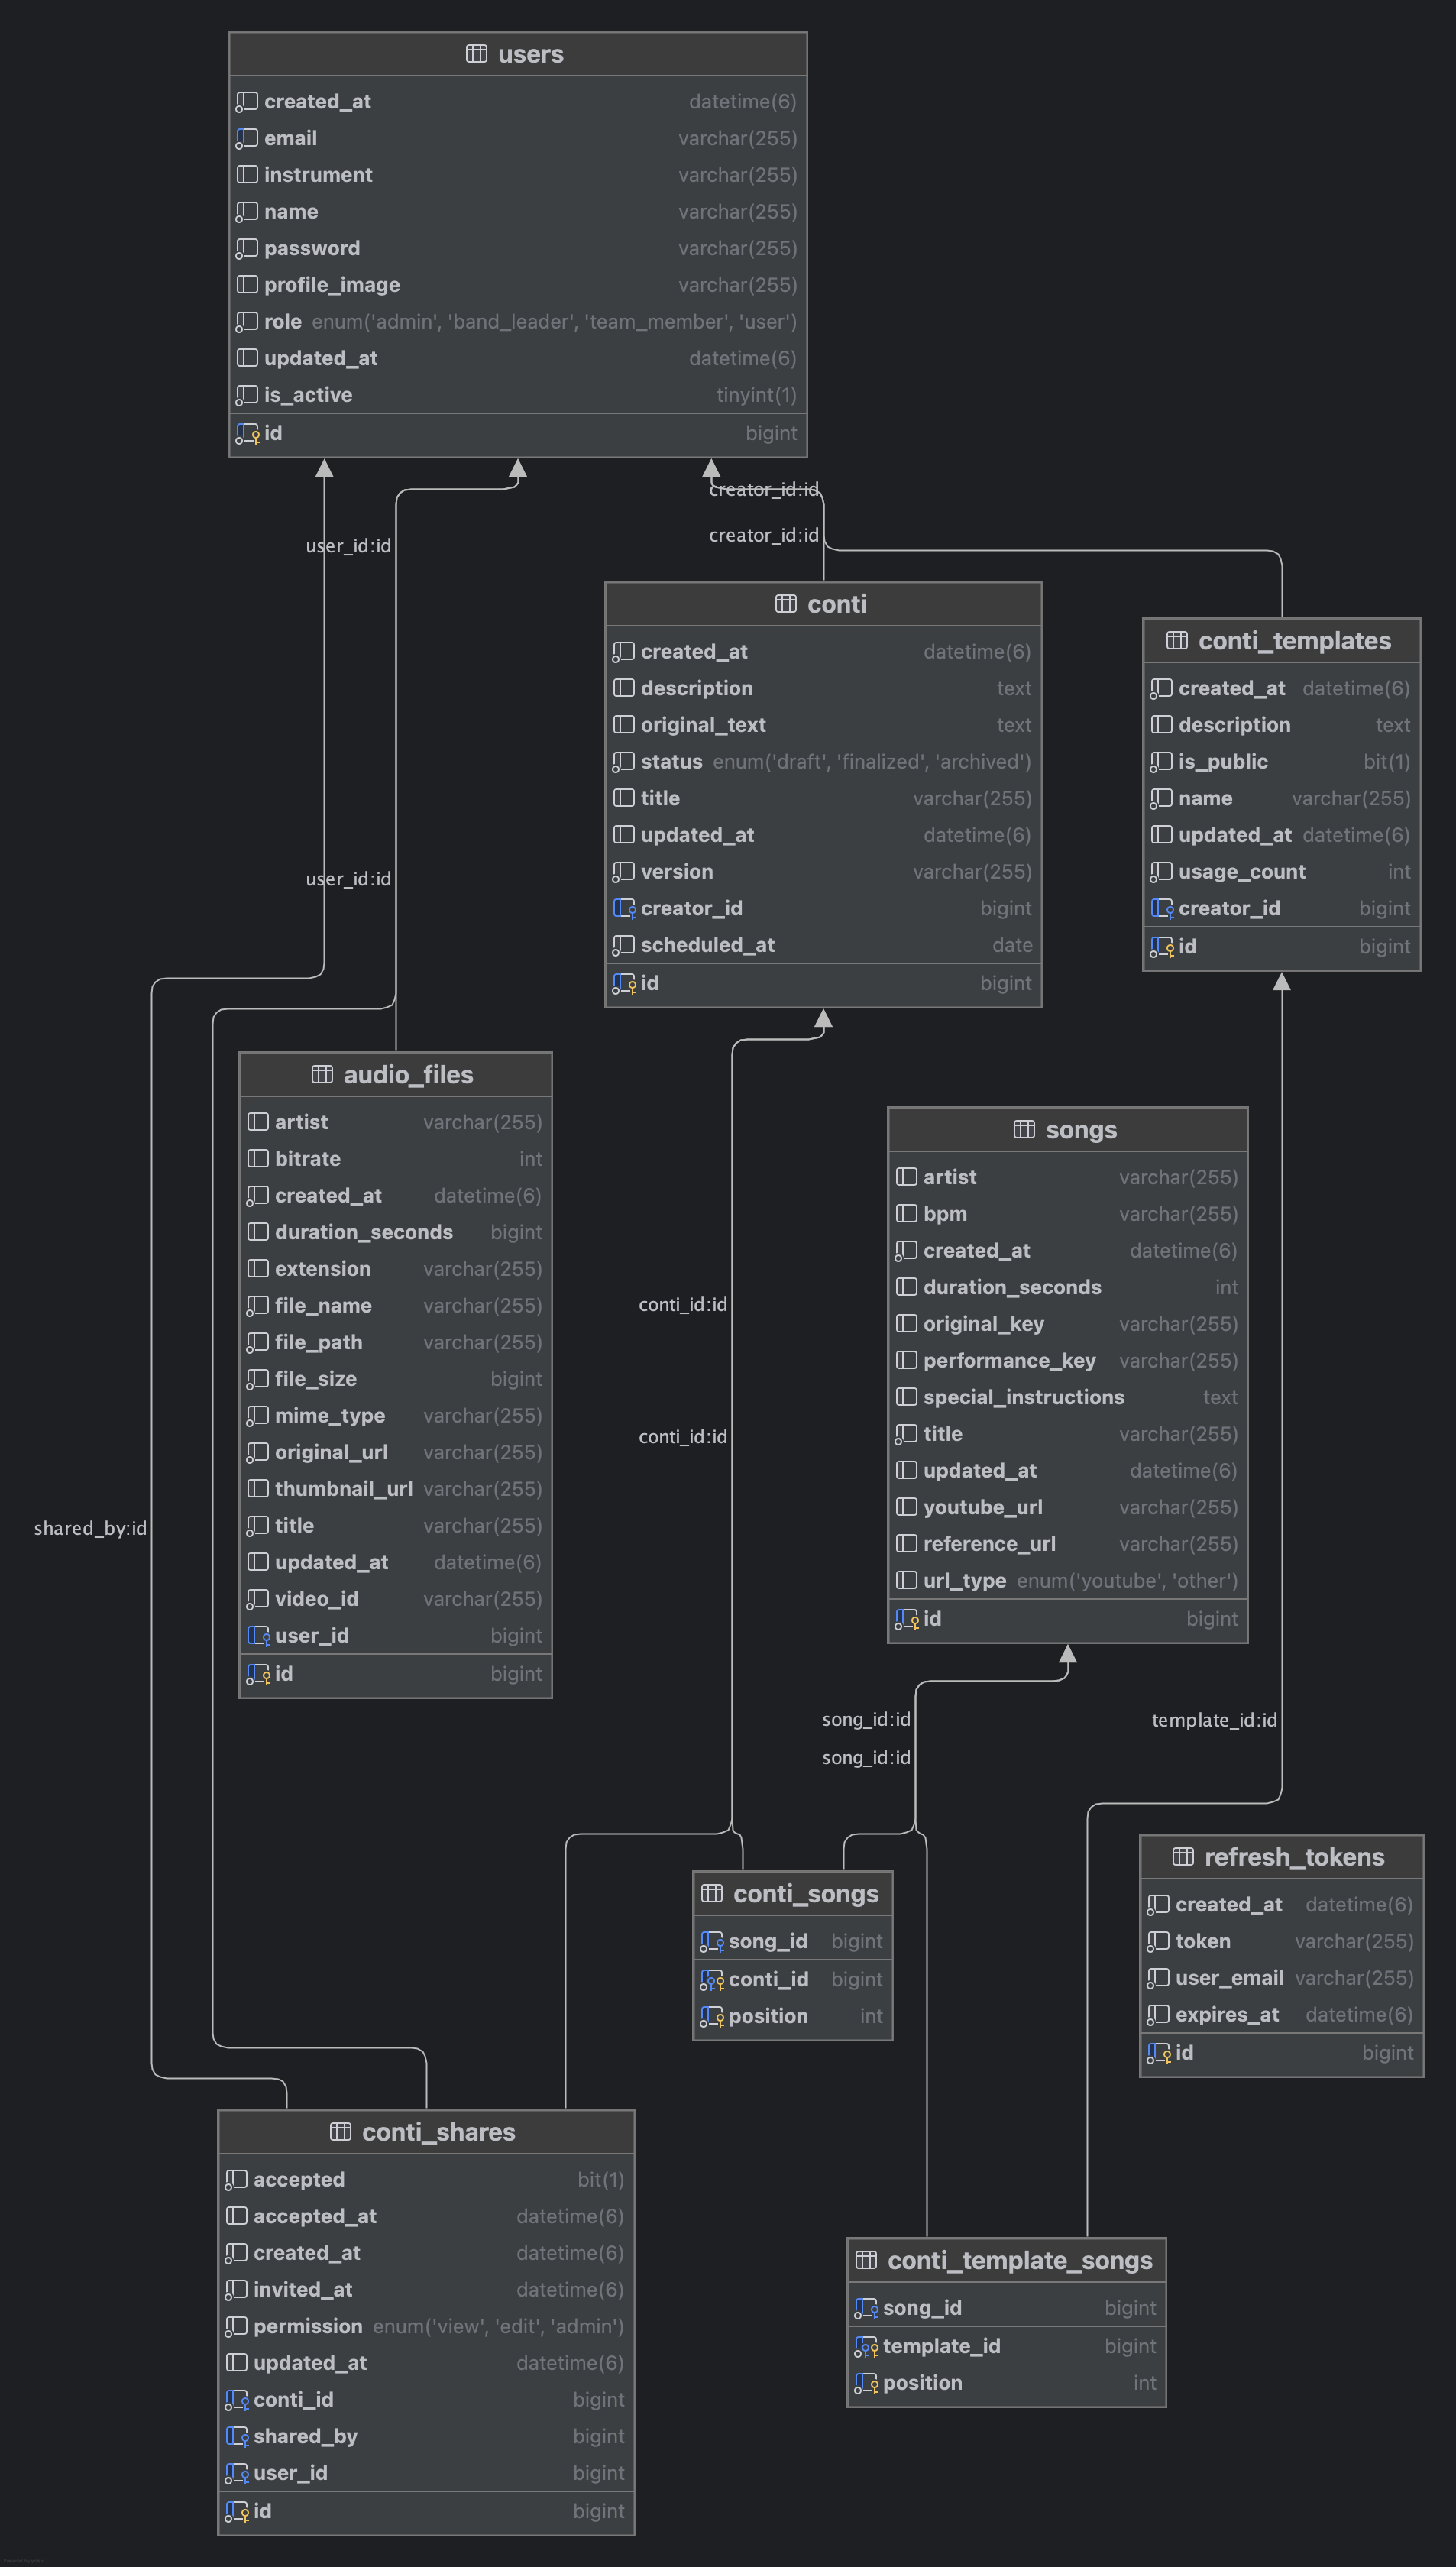 users
created_at datetime(6)
email varchar(255)
instrument varchar(255)
name varchar(255)
password varchar(255)
profile_image varchar(255)
role enum('admin', 'band_leader', 'team_member', 'user')
updated_at datetime(6)
is_active tinyint(1)
id bigint
creator_id:id
creator_id:id
user_id:id
user_id:id
conti
created_at datetime(6)
description text
original_text text
status enum('draft', 'finalized', 'archived')
title varchar(255)
updated_at datetime(6)
version varchar(255)
creator_id bigint
scheduled_at date
id bigint
conti_templates
created_at datetime(6)
description text
is_public bit(1)
name varchar(255)
updated_at datetime(6)
usage_count int
creator_id bigint
id bigint
audio_files
artist varchar(255)
bitrate int
created_at datetime(6)
duration_seconds bigint
extension varchar(255)
file_name varchar(255)
file_path varchar(255)
file_size bigint
mime_type varchar(255)
original_url varchar(255)
thumbnail_url varchar(255)
title varchar(255)
updated_at datetime(6)
video_id varchar(255)
user_id bigint
id bigint
songs
artist varchar(255)
bpm varchar(255)
created_at datetime(6)
duration_seconds int
original_key varchar(255)
performance_key varchar(255)
special_instructions text
title varchar(255)
updated_at datetime(6)
youtube_url varchar(255)
reference_url varchar(255)
url_type enum('youtube', 'other')
id bigint
conti_id:id
conti_id:id
shared_by:id
song_id:id
song_id:id
template_id:id
conti_songs
song_id bigint
conti_id bigint
position int
refresh_tokens
created_at datetime(6)
token varchar(255)
user_email varchar(255)
expires_at datetime(6)
id bigint
conti_shares
accepted bit(1)
accepted_at datetime(6)
created_at datetime(6)
invited_at datetime(6)
permission enum('view', 'edit', 'admin')
updated_at datetime(6)
conti_id bigint
shared_by bigint
user_id bigint
id bigint
conti_template_songs
song_id bigint
template_id bigint
position int